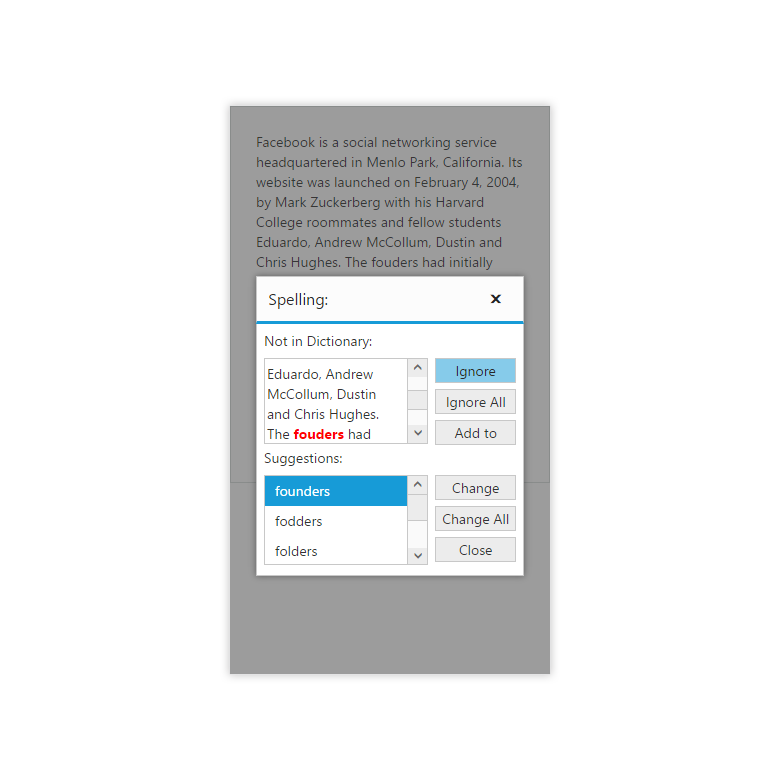 Facebook is a social networking service
headquartered in Menlo Park, California. Its
website was launched on February 4, 2004,
by Mark Zuckerberg with his Harvard
College roommates and fellow students
Eduardo, Andrew McCollum, Dustin and
Chris Hughes. The fouders had initially
Spelling:
Not in Dictionary:
Eduardo, Andrew
McCollum, Dustin
and Chris Hughes.
The fouders had
Ignore
Ignore All
Add to
Suggestions:
founders
fodders
folders
Change
Change All
Close